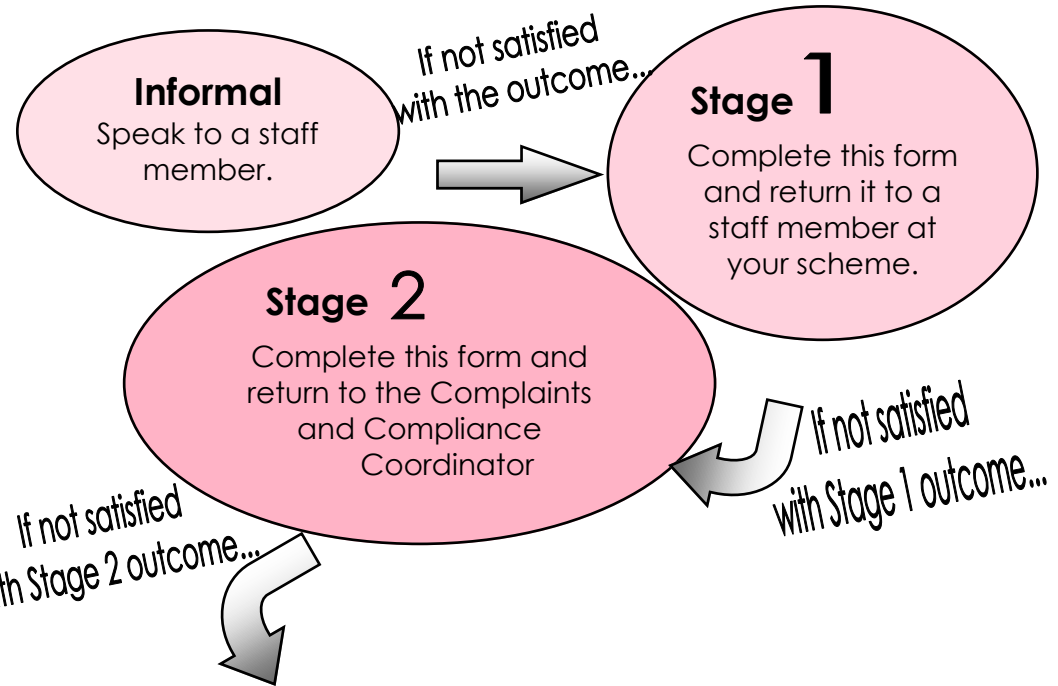 Informal
Speak to a staff
member.
If not satisfied
with the outcome...
Stage 1
Complete this form
and return it to a
staff member at
your scheme.
If not satisfied
with Stage 1 outcome...
Stage 2
Complete this form and
return to the Complaints
and Compliance
Coordinator
If not satisfied
th Stage 2 outcome...